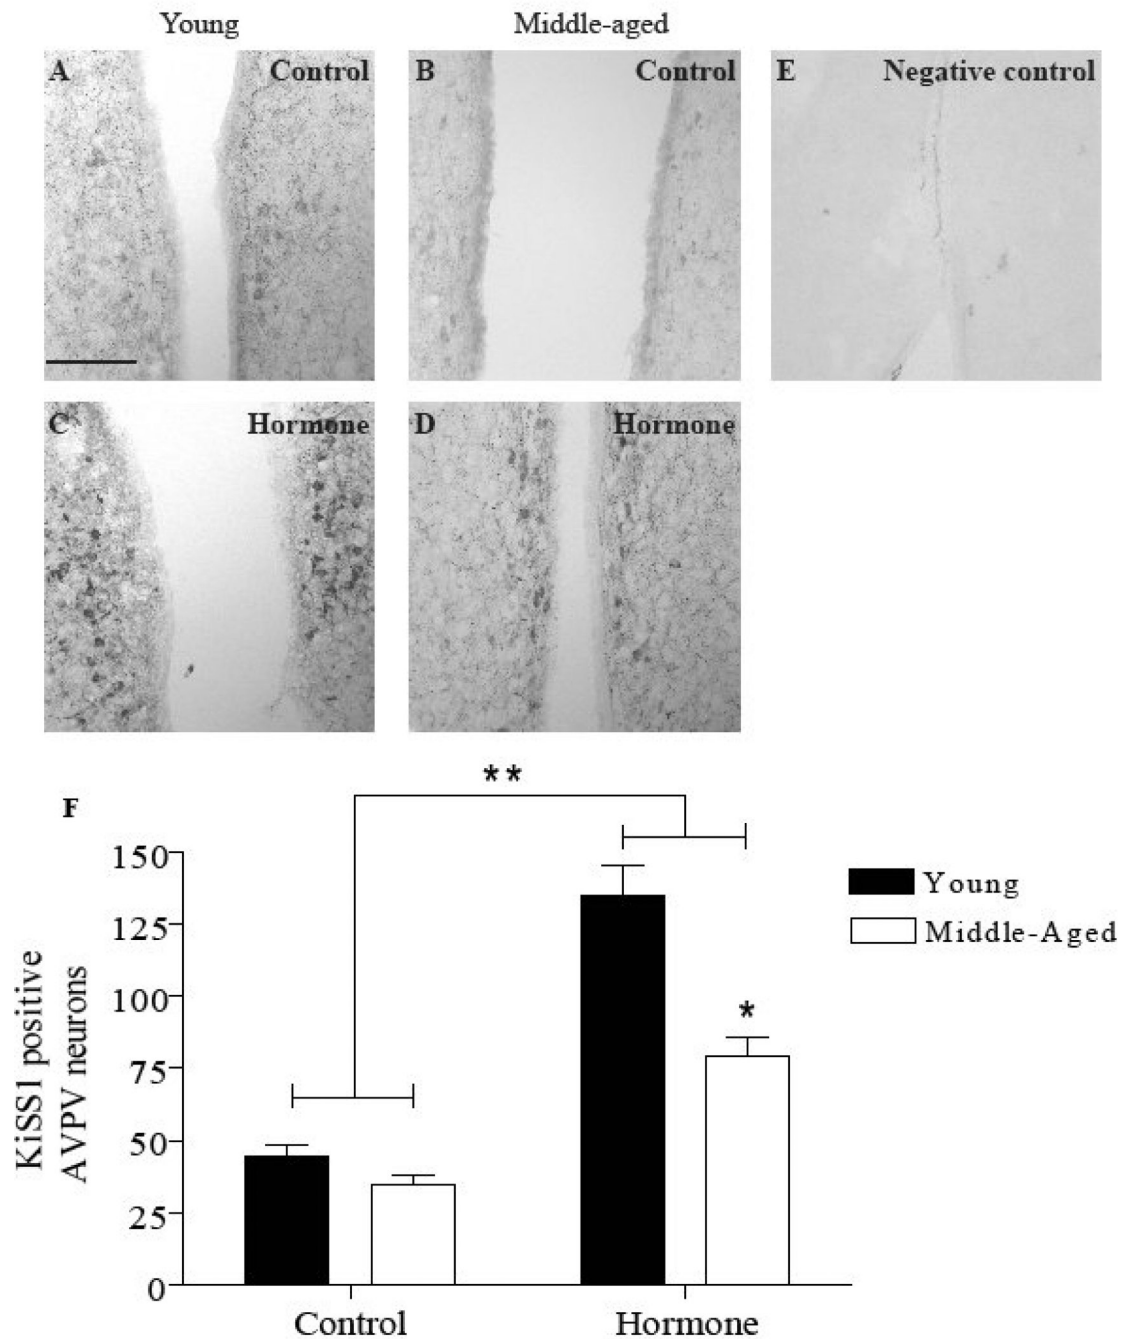 Young Middle-aged
A Control B Control E Negative control
C Hormone D Hormone
**
F
150
125
100
75
50
25
0
KiSS1 positive
AVPV neurons
*
Young
Middle-Aged
Control Hormone